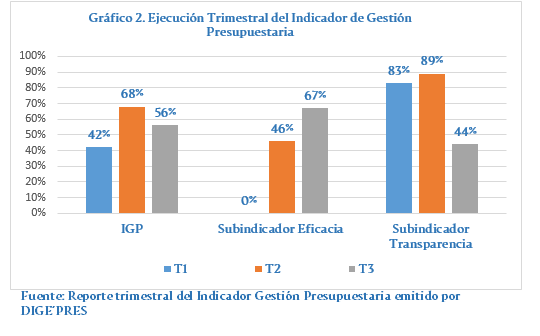 Gráfico 2. Ejecución Trimestral del Indicador de Gestión
Presupuestaria
100%
90%
80%
70%
60%
50%
40%
30%
20%
10%
0%
42%
68%
56%
0%
46%
67%
83%
89%
44%
IGP
Subindicador Eficacia
Subindicador
Transparencia
T1
T2
T3
Fuente: Reporte trimestral del Indicador Gestión Presupuestaria emitido por
DIGE´PRES